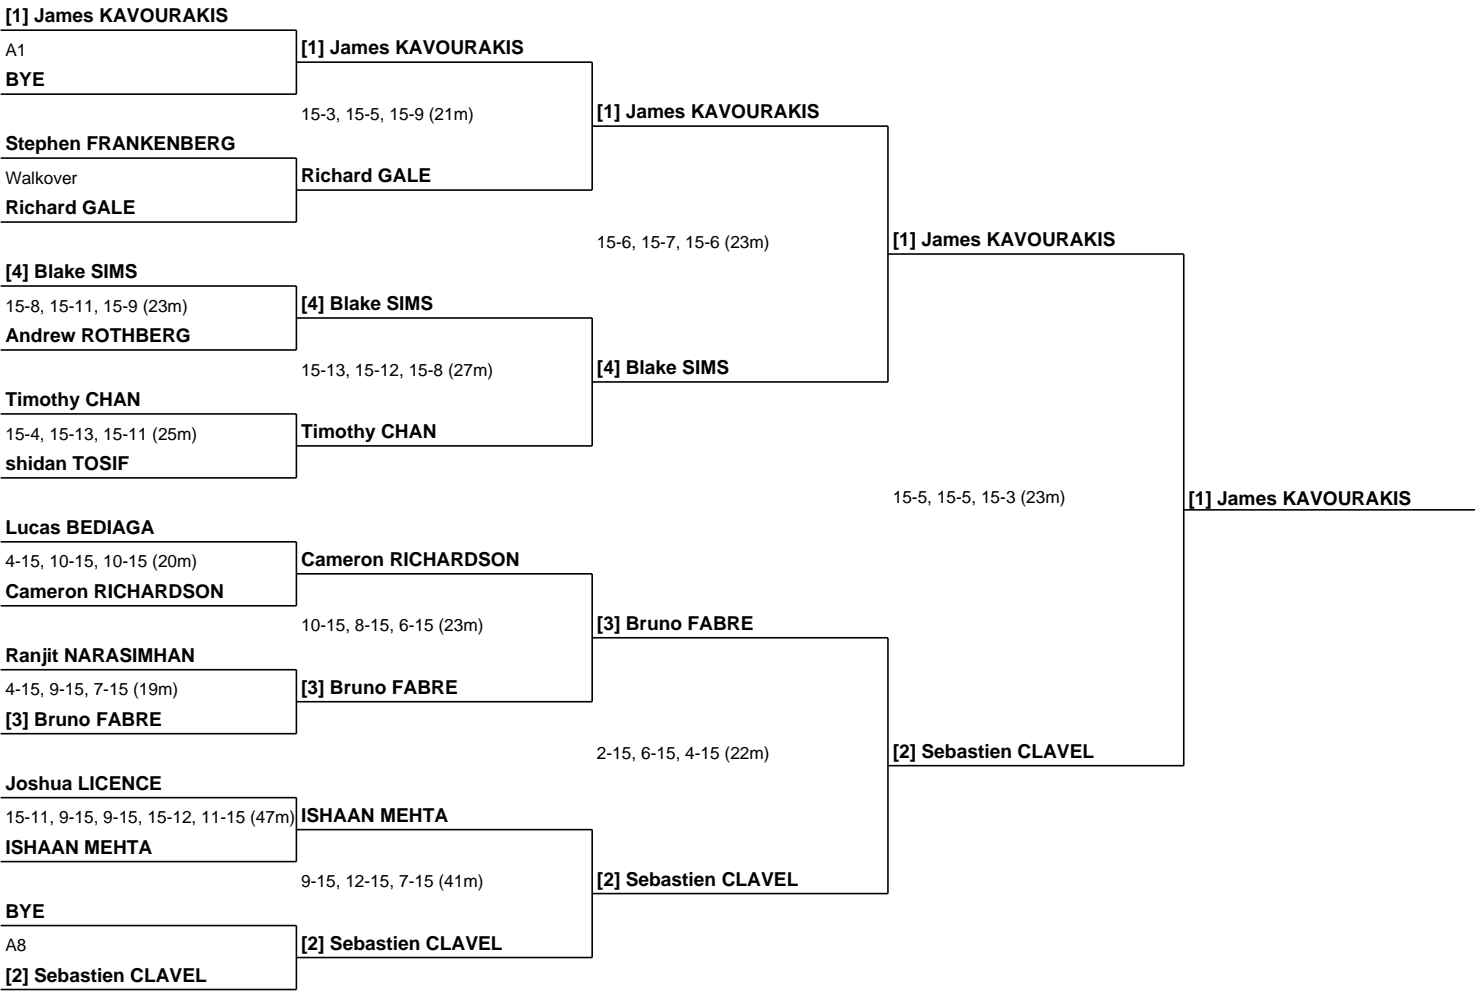 [1] James KAVOURAKIS
A1
BYE
[1] James KAVOURAKIS
15-3, 15-5, 15-9 (21m)
Stephen FRANKENBERG
Walkover
Richard GALE
Richard GALE
[1] James KAVOURAKIS
15-6, 15-7, 15-6 (23m)
[4] Blake SIMS
15-8, 15-11, 15-9 (23m)
Andrew ROTHBERG
[4] Blake SIMS
15-13, 15-12, 15-8 (27m)
Timothy CHAN
15-4, 15-13, 15-11 (25m)
shidan TOSIF
Timothy CHAN
[4] Blake SIMS
[1] James KAVOURAKIS
15-5, 15-5, 15-3 (23m)
[1] James KAVOURAKIS
Lucas BEDIAGA
4-15, 10-15, 10-15 (20m)
Cameron RICHARDSON
Cameron RICHARDSON
10-15, 8-15, 6-15 (23m)
Ranjit NARASIMHAN
4-15, 9-15, 7-15 (19m)
[3] Bruno FABRE
[3] Bruno FABRE
[3] Bruno FABRE
2-15, 6-15, 4-15 (22m)
Joshua LICENCE
15-11, 9-15, 9-15, 15-12, 11-15 (47m)
ISHAAN MEHTA
ISHAAN MEHTA
9-15, 12-15, 7-15 (41m)
BYE
A8
[2] Sebastien CLAVEL
[2] Sebastien CLAVEL
[2] Sebastien CLAVEL
[2] Sebastien CLAVEL